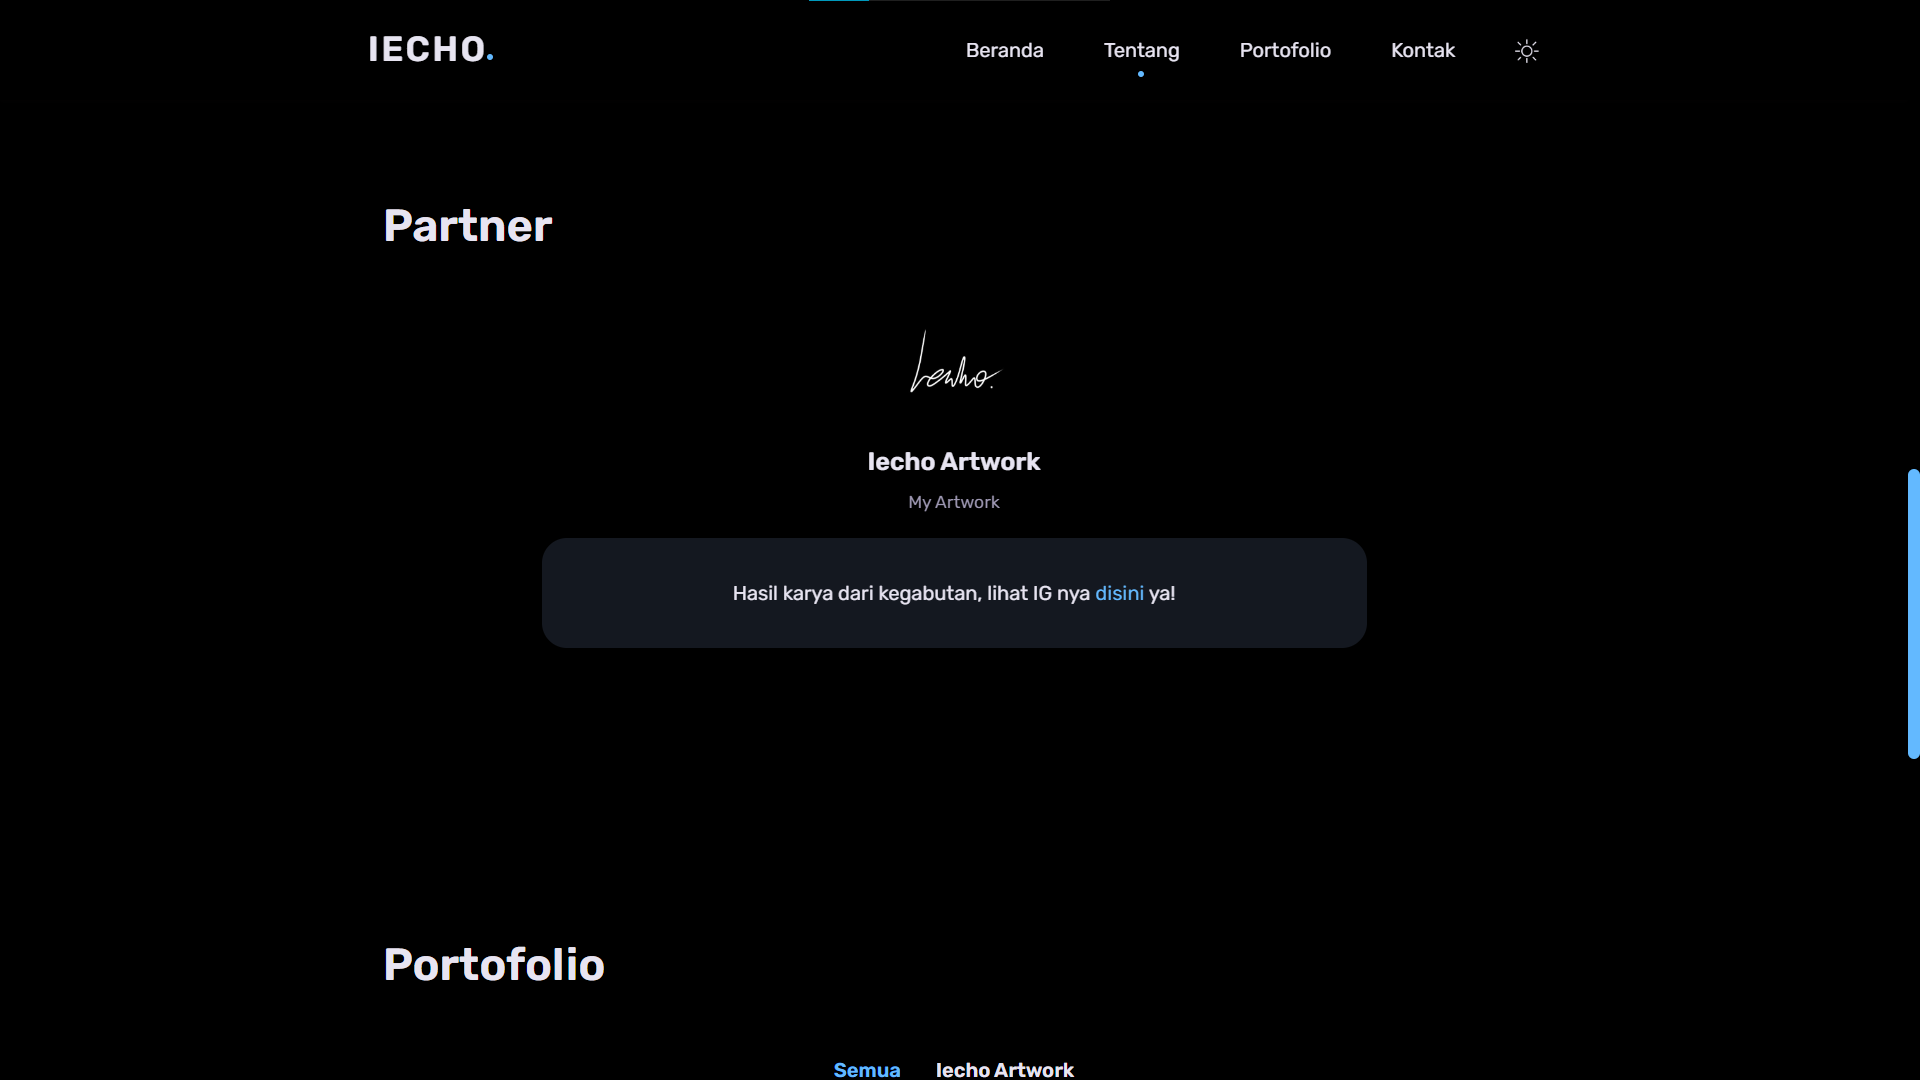 IECHO.
Beranda Tentang Portofolio Kontak
Partner
Iecho.
Iecho Artwork
My Artwork
Hasil karya dari kegabutan, lihat IG nya disini ya!
Portofolio
Semua Iecho Artwork